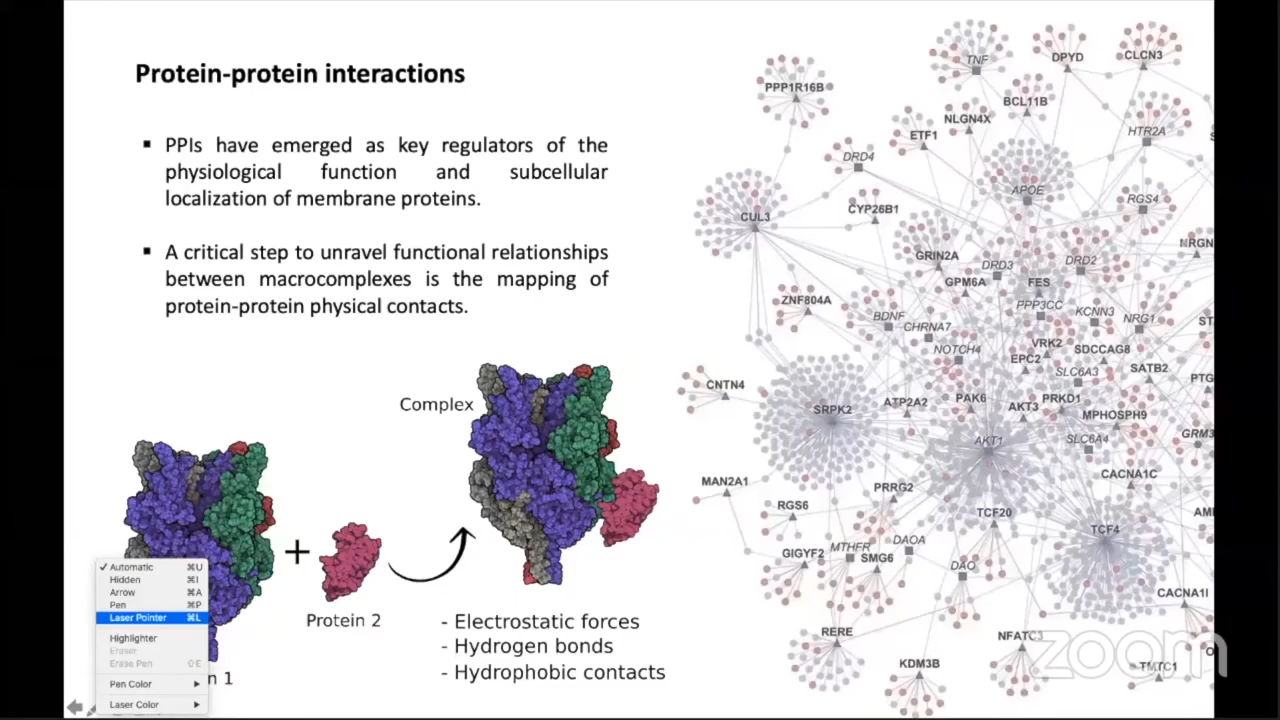 Protein-protein interactions
▪ PPIs have emerged as key regulators of the
physiological function and subcellular
localization of membrane proteins.
▪ A critical step to unravel functional relationships
between macrocomplexes is the mapping of
protein-protein physical contacts.
Complex
+
Protein 2
n 1
- Electrostatic forces
- Hydrogen bonds
- Hydrophobic contacts
✓ Automatic ⌘U
Hidden ⌘I
Arrow ⌘A
Pen ⌘P
Laser Pointer ⌘L
Highlighter
Eraser
Erase Pen ⇧E
Pen Color
Laser Color
TNF
DPYD
CLCN3
PPP1R16B
BCL11B
NLGN4X
ETF1
HTR2A
DRD4
APOE
RGS4
CYP26B1
CUL3
NRGN
GRIN2A
DRD3
DRD2
GPM6A
FES
ZNF804A
PPP3CC
BDNF
CHRNA7
KCNN3
NRG1
ST
NOTCH4
VRK2
SDCCAG8
EPC2
SLC6A3
SATB2
CNTN4
PTG
SRPK2
ATP2A2
PAK6
AKT3
PRKD1
MPHOSPH9
AKT1
SLC6A4
GRM3
MAN2A1
CACNA1C
PRRG2
RGS6
TCF20
AM
TCF4
GIGYF2
MTHFR
SMG6
DAOA
DAO
CACNA1I
RERE
NFATC3
KDM3B
TMTC1
zoom